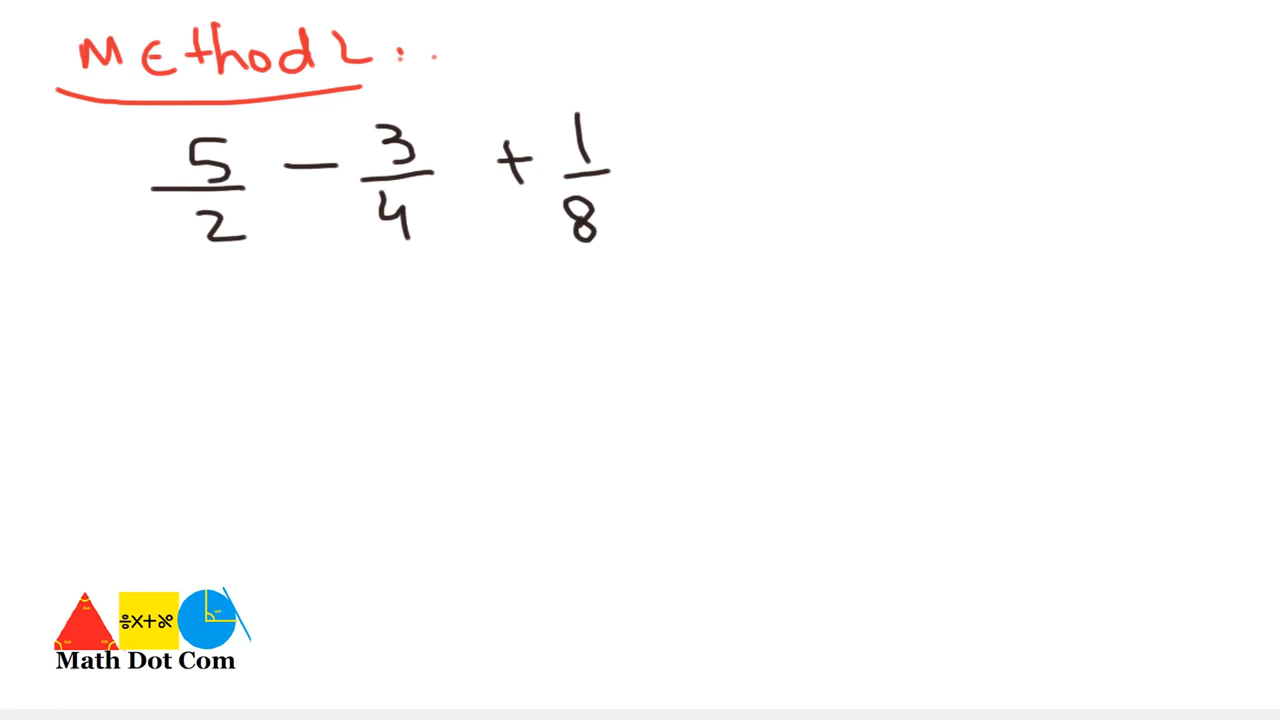 Method 2 :.
5/2 - 3/4 + 1/8
÷x+%
Math Dot Com